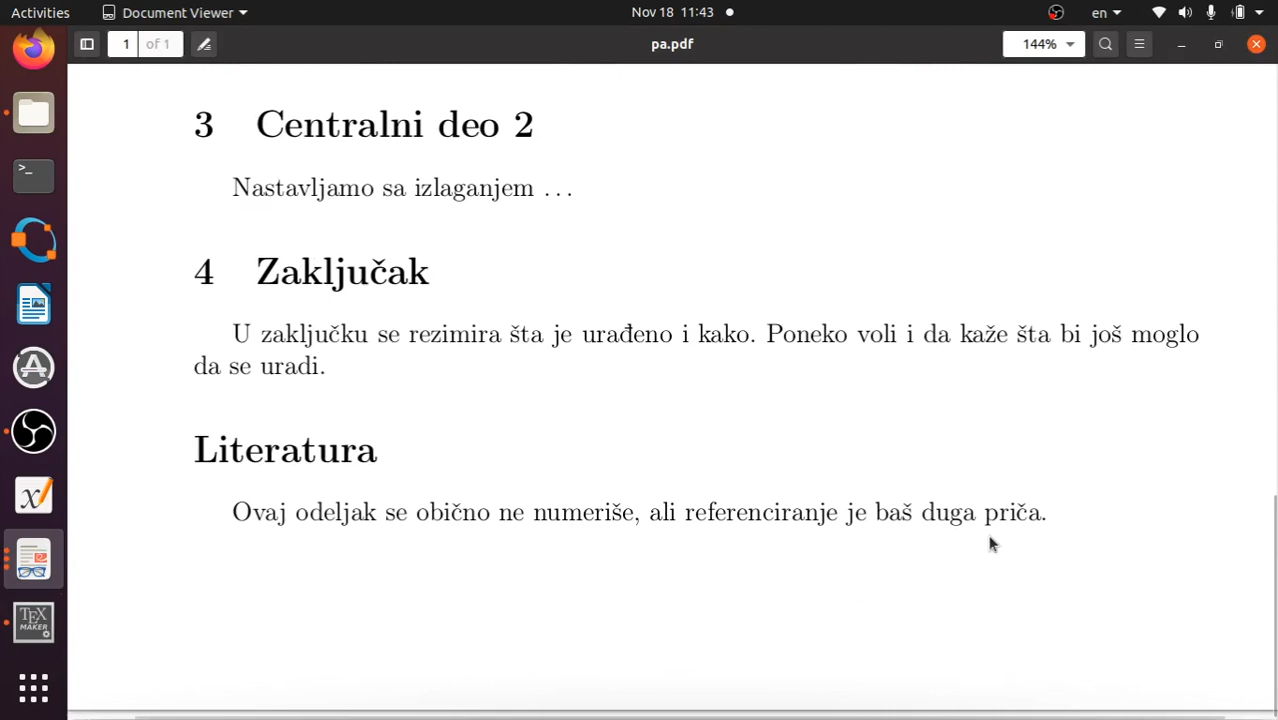 Activities Document Viewer Nov 18 11:43 en
1 of 1 pa.pdf 144%
3 Centralni deo 2
Nastavljamo sa izlaganjem ...
4 Zaključak
U zaključku se rezimira šta je urađeno i kako. Poneko voli i da kaže šta bi još moglo
da se uradi.
Literatura
Ovaj odeljak se obično ne numeriše, ali referenciranje je baš duga priča.
TEX
MAKER